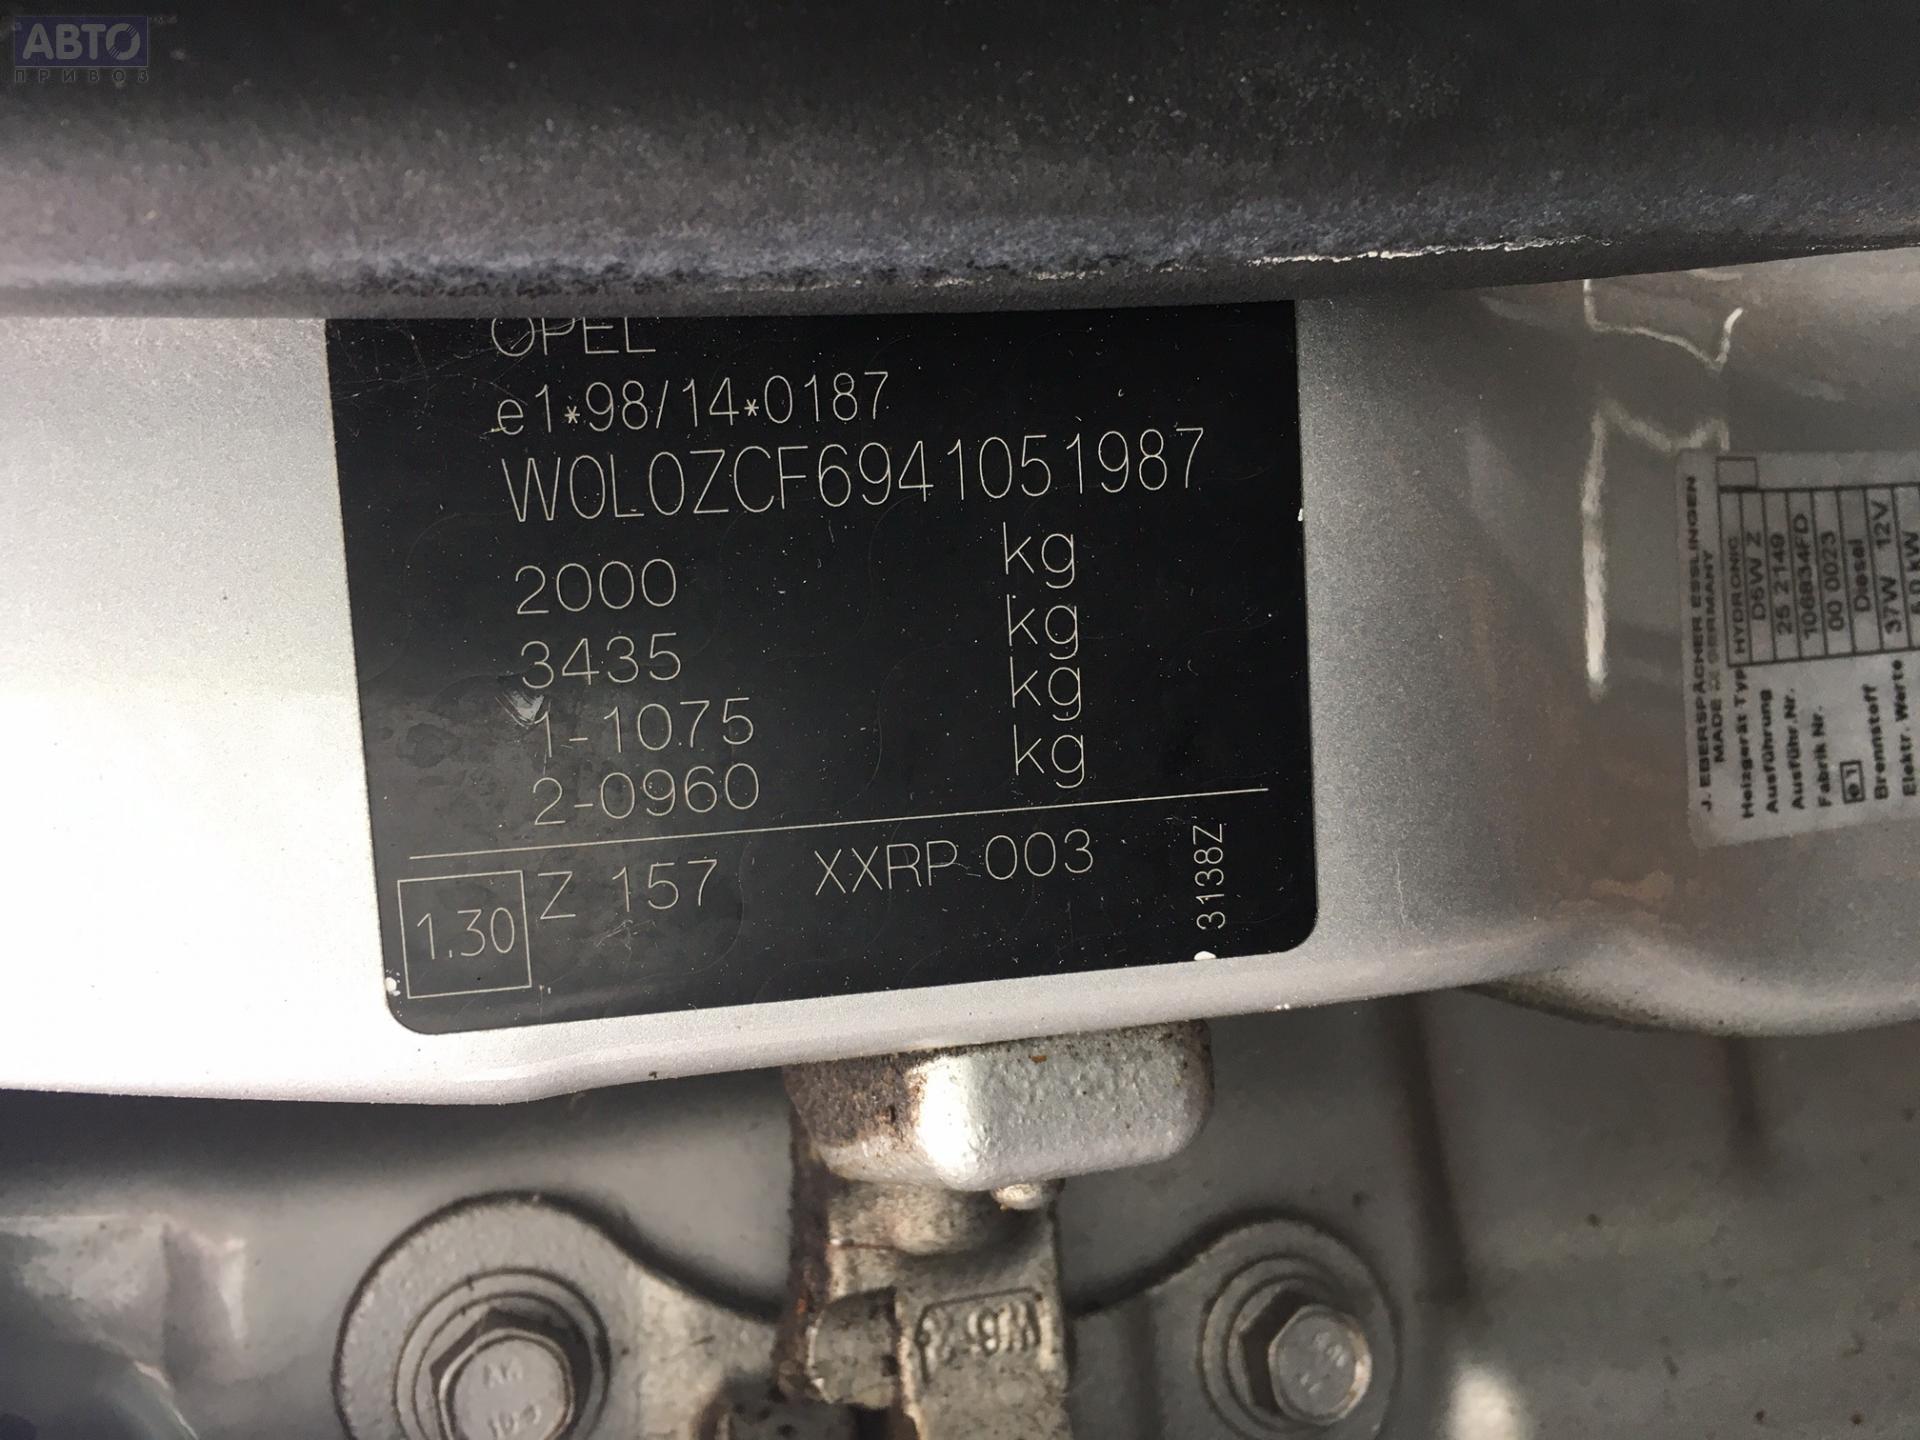 АВТО
ПРИВОЗ
OPEL
e1*98/14*0187
W0L0ZCF6941051987
2000 kg
3435 kg
1-1075 kg
2-0960 kg
1.30 Z 157 XXRP 003
3138Z
J. EBERSPÄCHER ESSLINGEN
MADE IN GERMANY
Heizgerät Typ HYDRONIC
D5W Z
Ausführung 25 2149
Ausführ.Nr. 106834FD
Fabrik Nr. 00 0023
e1
Brennstoff Diesel
Elektr. Werte 37W 12V